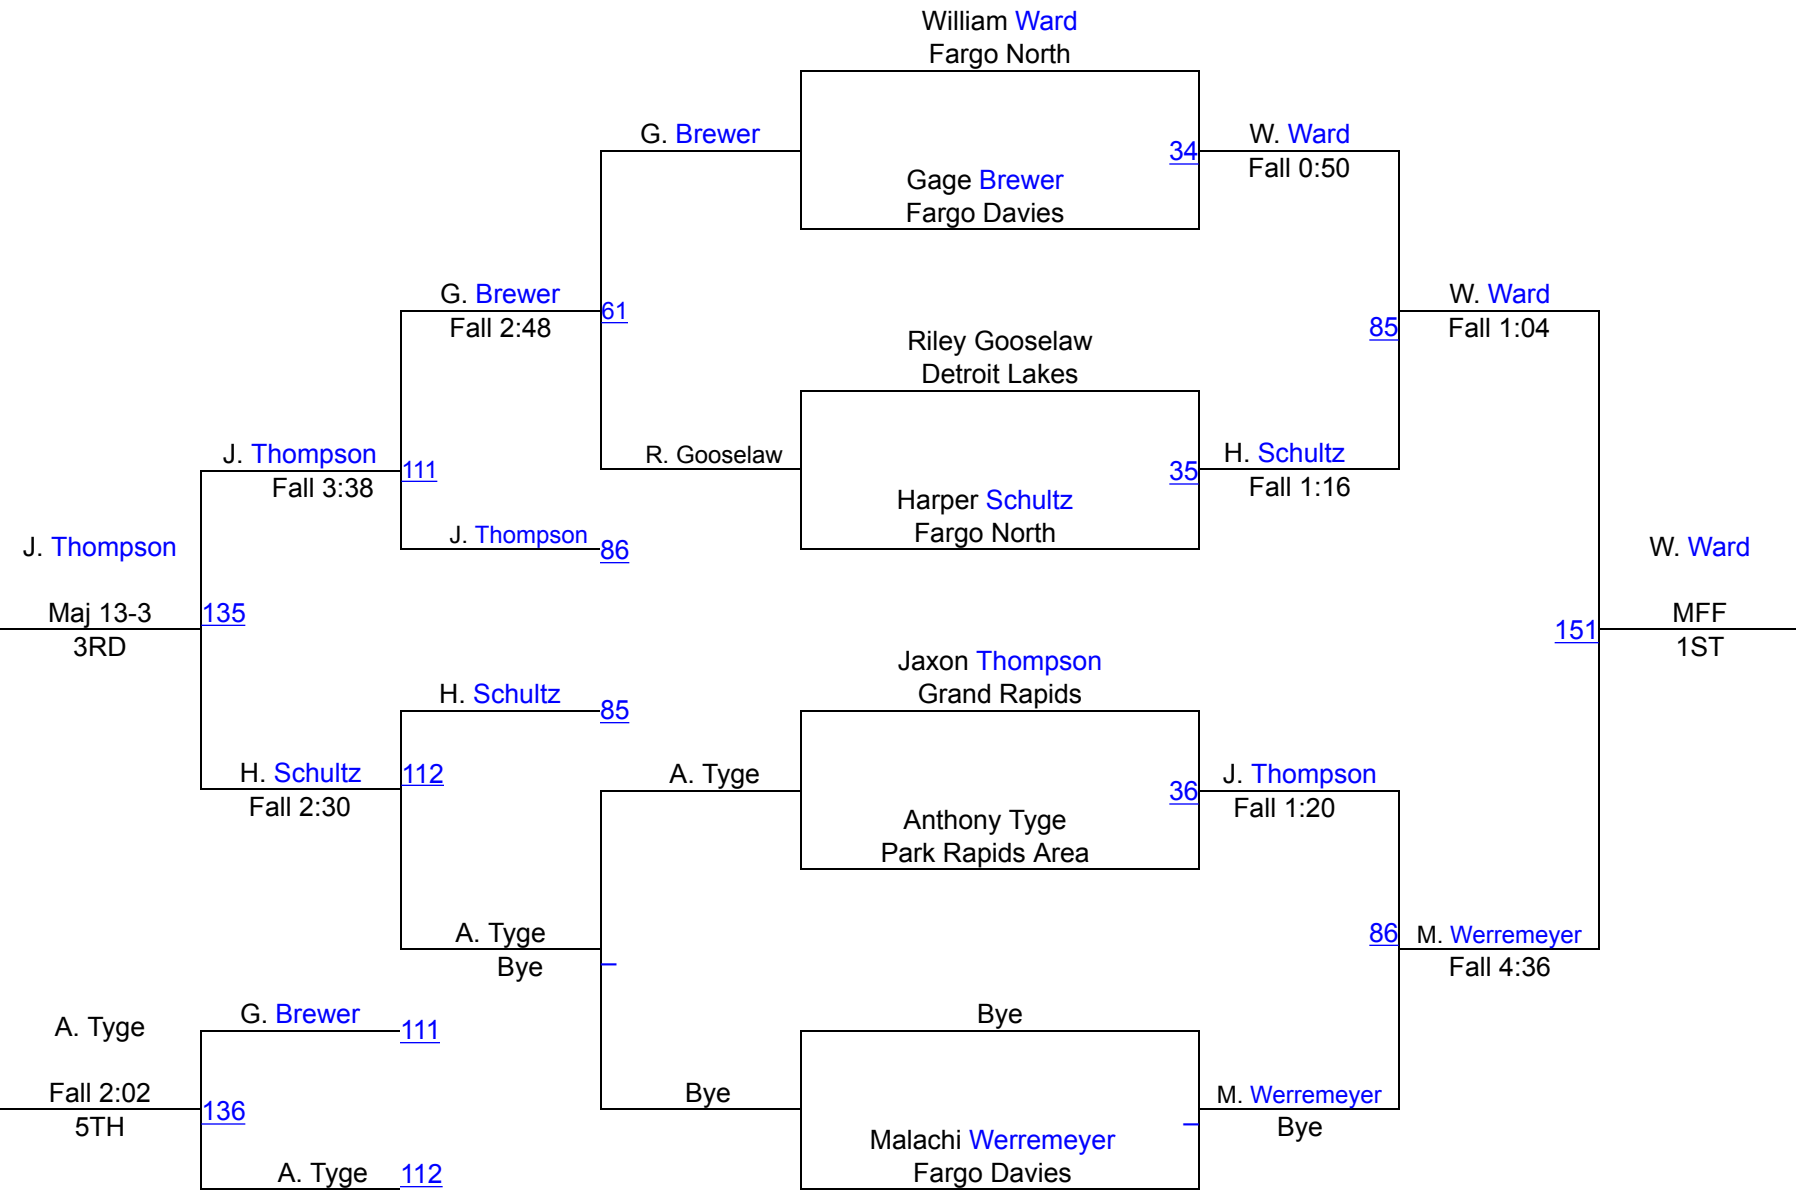 William Ward
Fargo North
G. Brewer
34
W. Ward
Fall 0:50
Gage Brewer
Fargo Davies
G. Brewer
Fall 2:48
61
W. Ward
Fall 1:04
85
Riley Gooselaw
Detroit Lakes
J. Thompson
Fall 3:38
111
R. Gooselaw
35
H. Schultz
Fall 1:16
Harper Schultz
Fargo North
J. Thompson
86
J. Thompson
Maj 13-3
3RD
135
W. Ward
MFF
1ST
151
Jaxon Thompson
Grand Rapids
H. Schultz
85
H. Schultz
Fall 2:30
112
A. Tyge
36
J. Thompson
Fall 1:20
Anthony Tyge
Park Rapids Area
A. Tyge
Bye
86
M. Werremeyer
Fall 4:36
G. Brewer
111
Bye
A. Tyge
Fall 2:02
5TH
136
Bye
M. Werremeyer
Bye
Malachi Werremeyer
Fargo Davies
A. Tyge
112